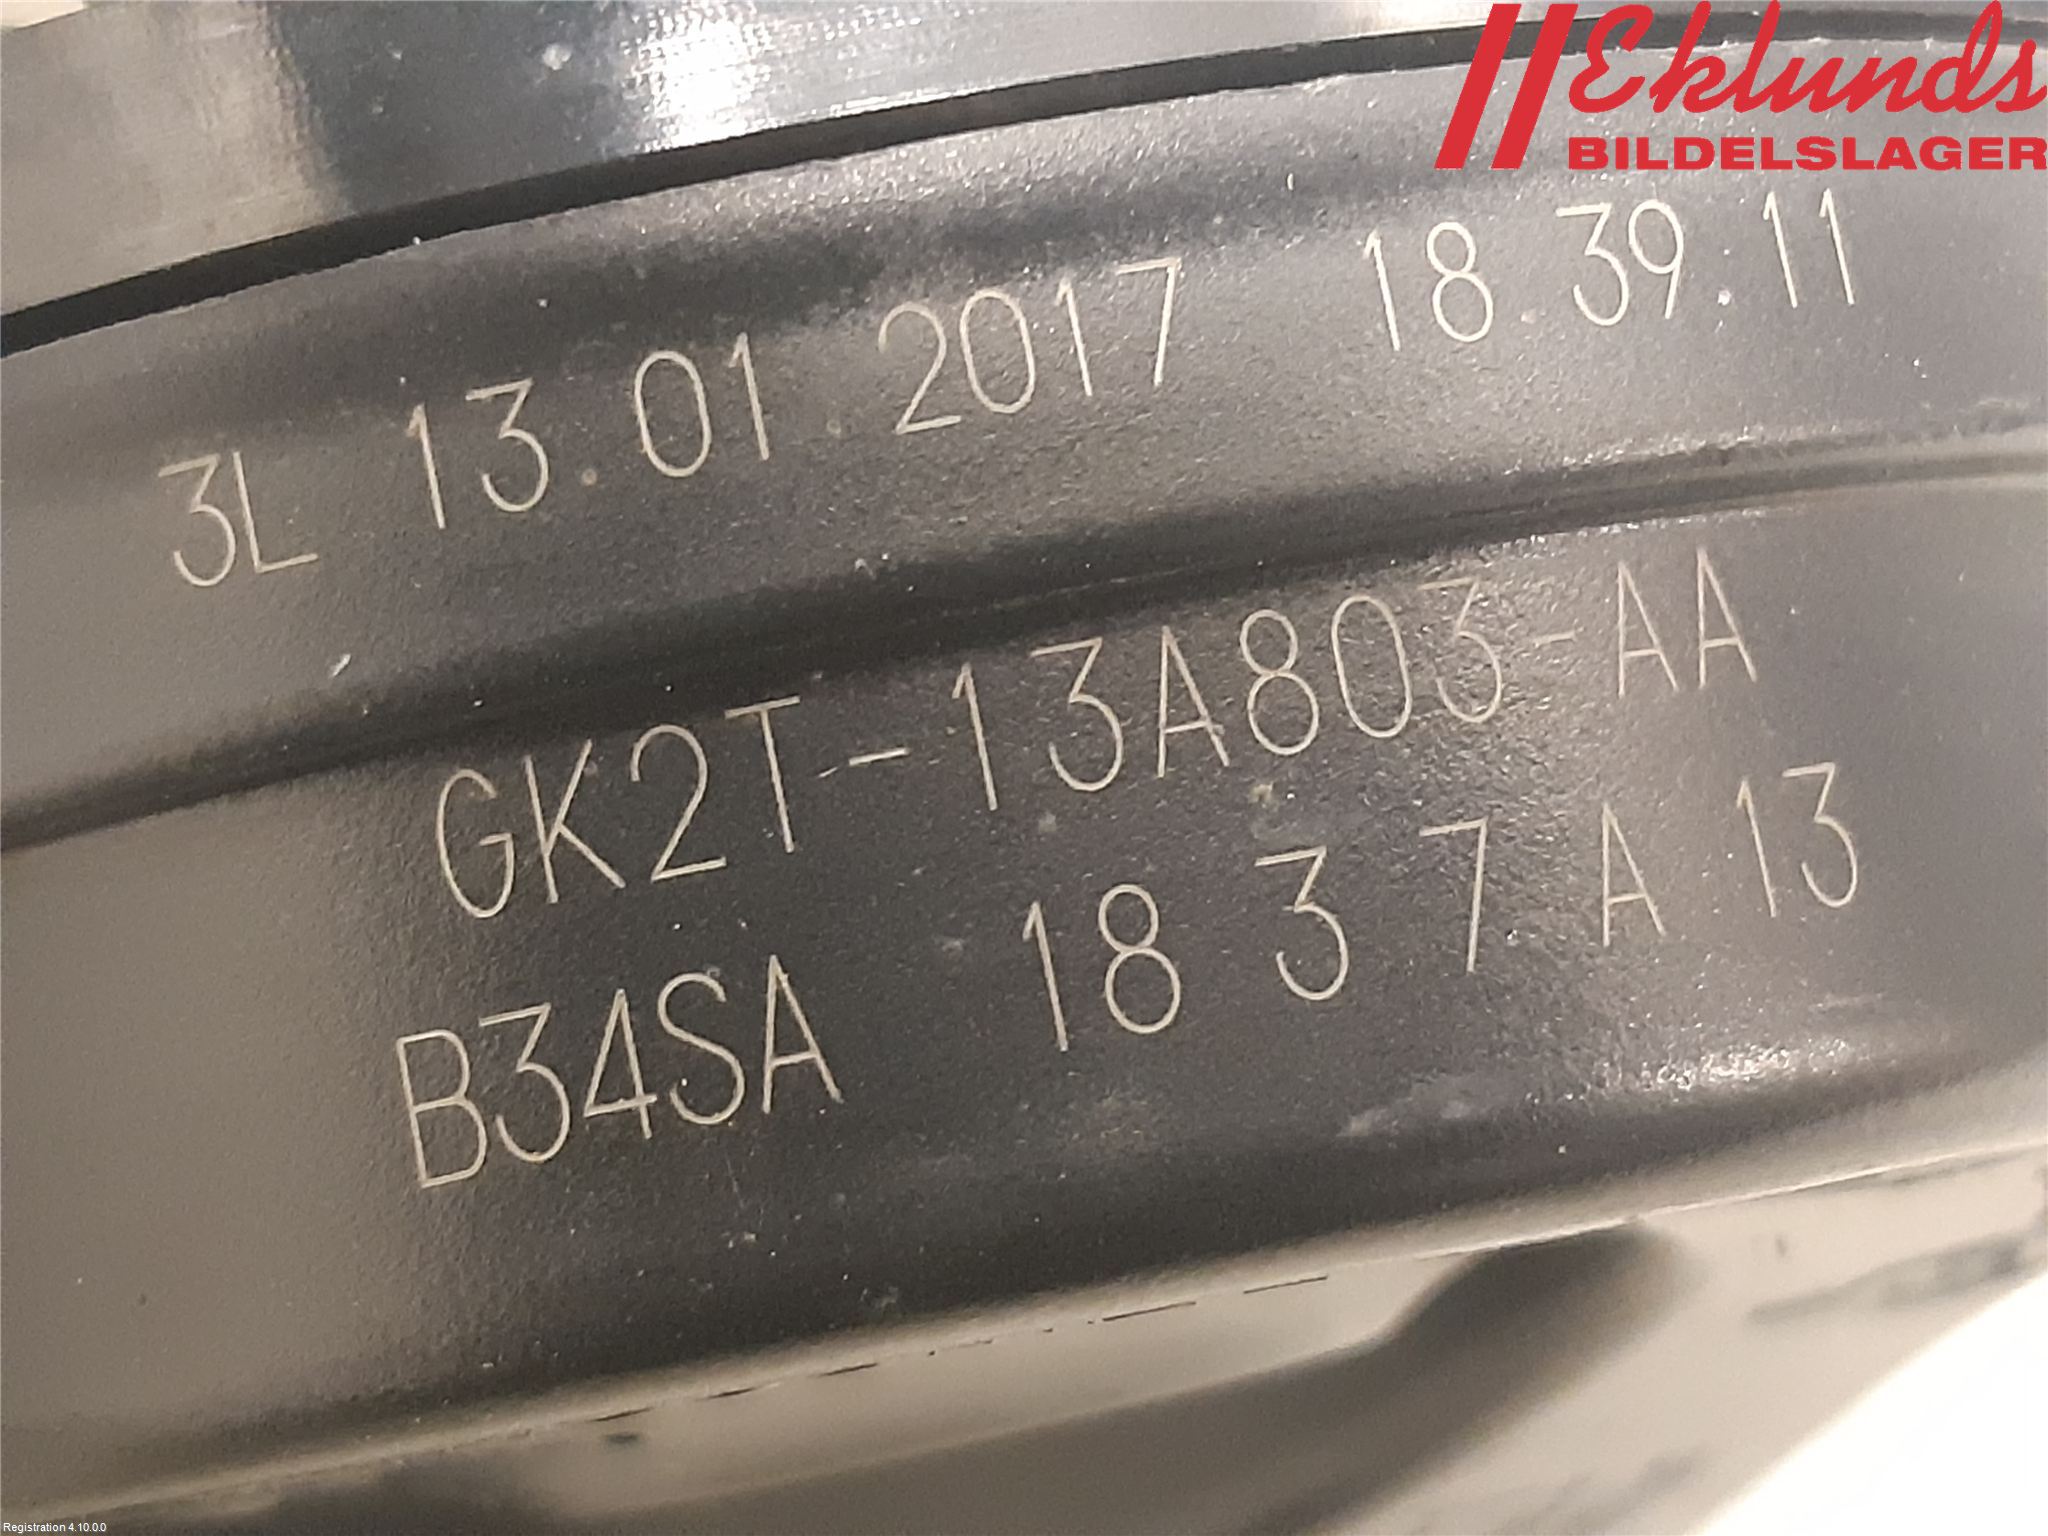 Eklunds
BILDELSLAGER
3L 13.01.2017 18.39.11
GK2T-13A803-AA
B34SA 18 3 7 A 13
Registration 4.10.0.0